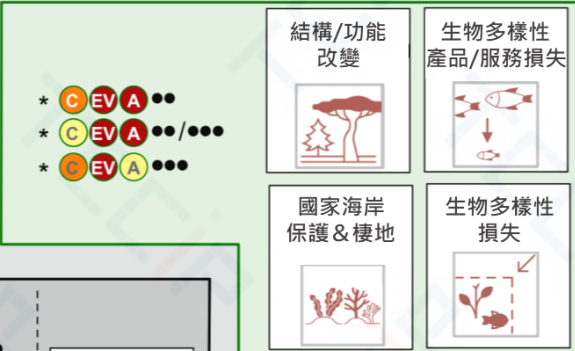 結構/功能
改變
生物多樣性
產品/服務損失
* C EV A ●●
* C EV A ●●/●●●
* C EV A ●●●
國家海岸
保護&棲地
生物多樣性
損失